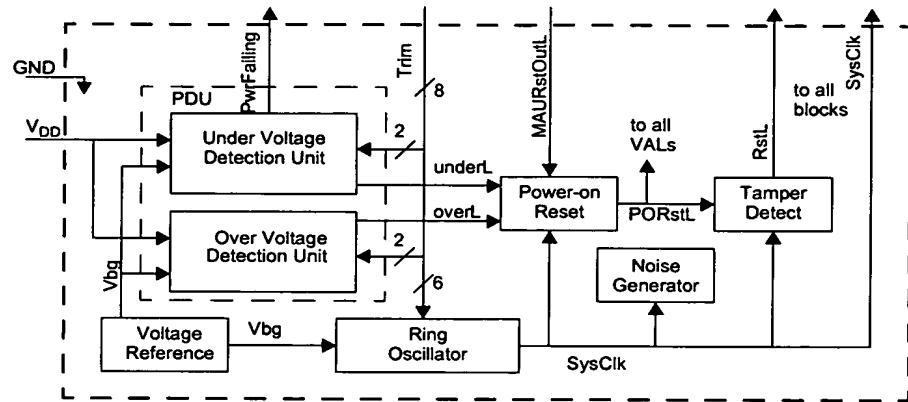 GND
VDD
PDU
PwrFalling
Trim
8
MAURstOutL
RstL
to all
blocks
SysClk
Under Voltage
Detection Unit
2
underL
overL
Over Voltage
Detection Unit
2
6
Vbg
Power-on
Reset
to all
VALs
PORstL
Tamper
Detect
Noise
Generator
Voltage
Reference
Vbg
Ring
Oscillator
SysClk